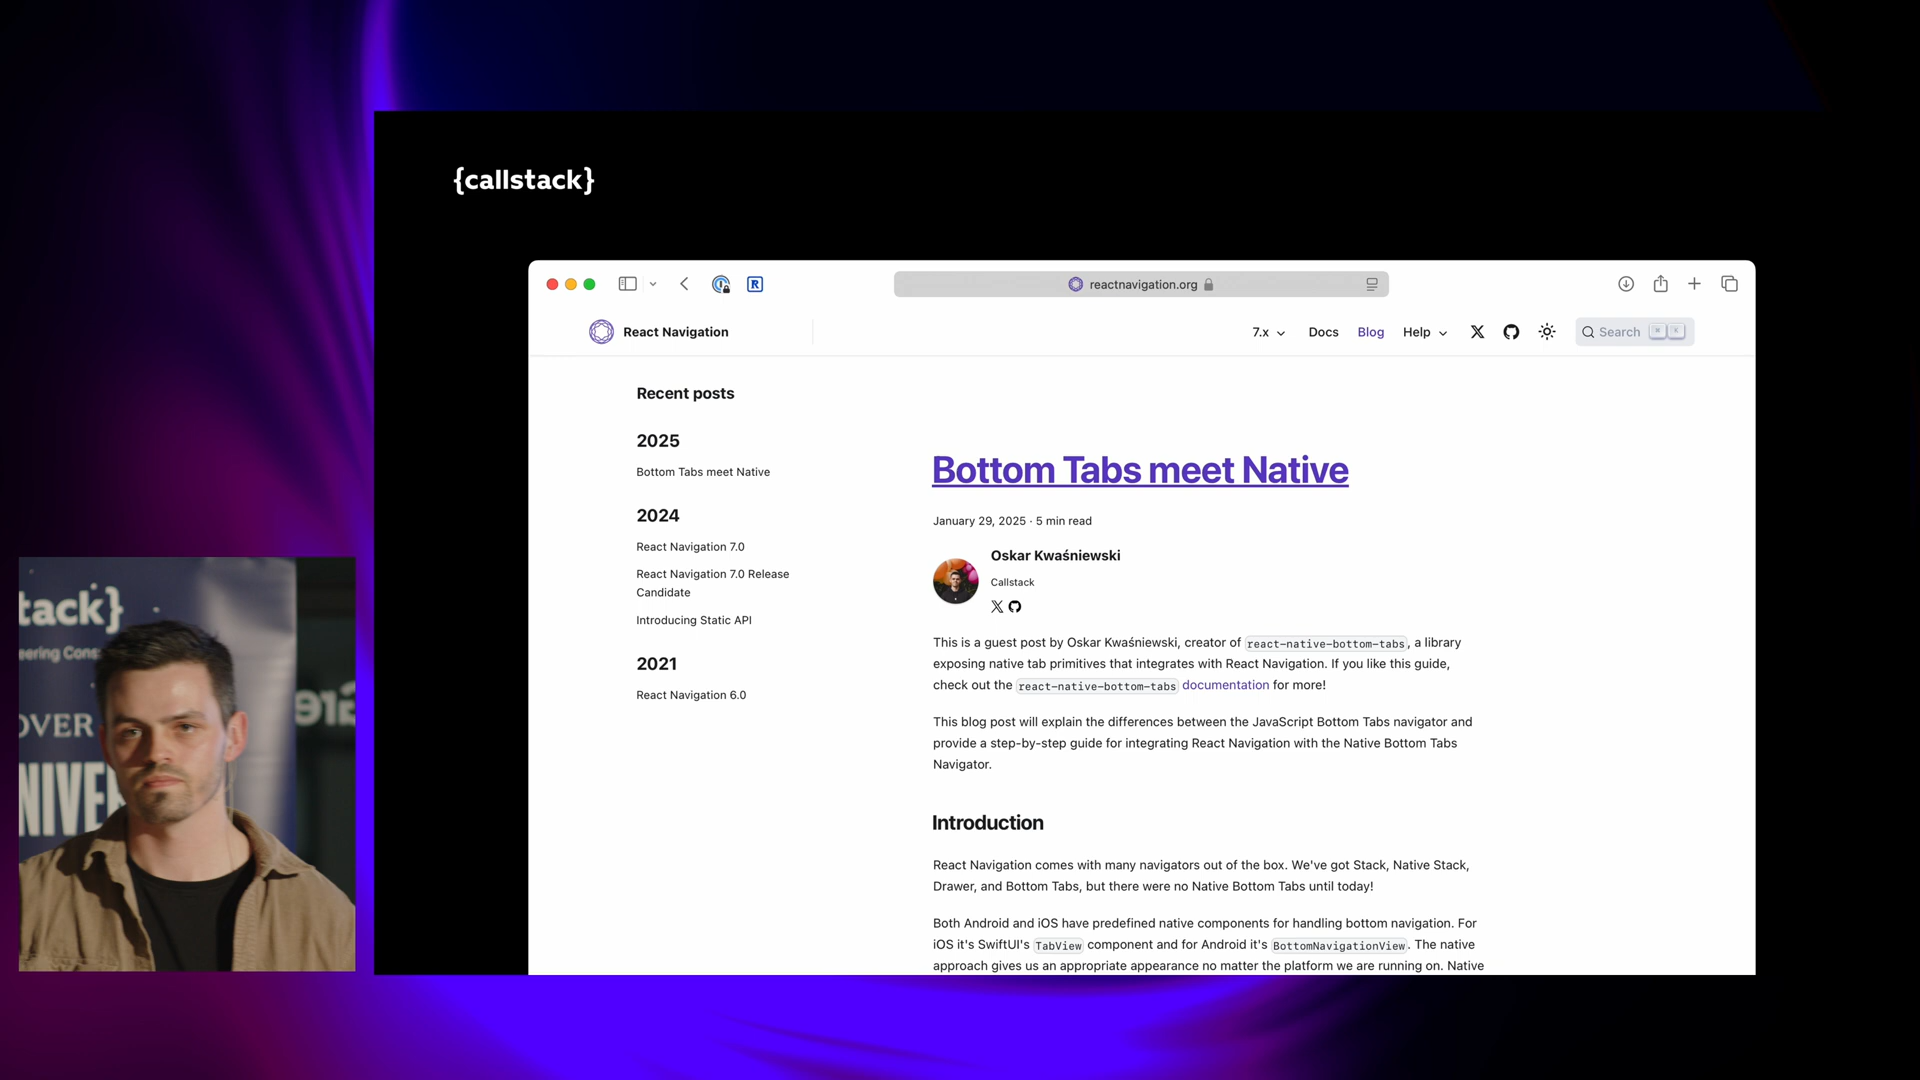 {callstack}
reactnavigation.org
React Navigation
7.x
Docs
Blog
Help
Search
Recent posts
2025
Bottom Tabs meet Native
2024
React Navigation 7.0
React Navigation 7.0 Release
Candidate
Introducing Static API
2021
React Navigation 6.0
Bottom Tabs meet Native
January 29, 2025 · 5 min read
Oskar Kwaśniewski
Callstack
This is a guest post by Oskar Kwaśniewski, creator of react-native-bottom-tabs, a library
exposing native tab primitives that integrates with React Navigation. If you like this guide,
check out the react-native-bottom-tabs documentation for more!
This blog post will explain the differences between the JavaScript Bottom Tabs navigator and
provide a step-by-step guide for integrating React Navigation with the Native Bottom Tabs
Navigator.
Introduction
React Navigation comes with many navigators out of the box. We've got Stack, Native Stack,
Drawer, and Bottom Tabs, but there were no Native Bottom Tabs until today!
Both Android and iOS have predefined native components for handling bottom navigation. For
iOS it's SwiftUI's TabView component and for Android it's BottomNavigationView. The native
approach gives us an appropriate appearance no matter the platform we are running on. Native
tack}
eering Cons
OVER
NIVE